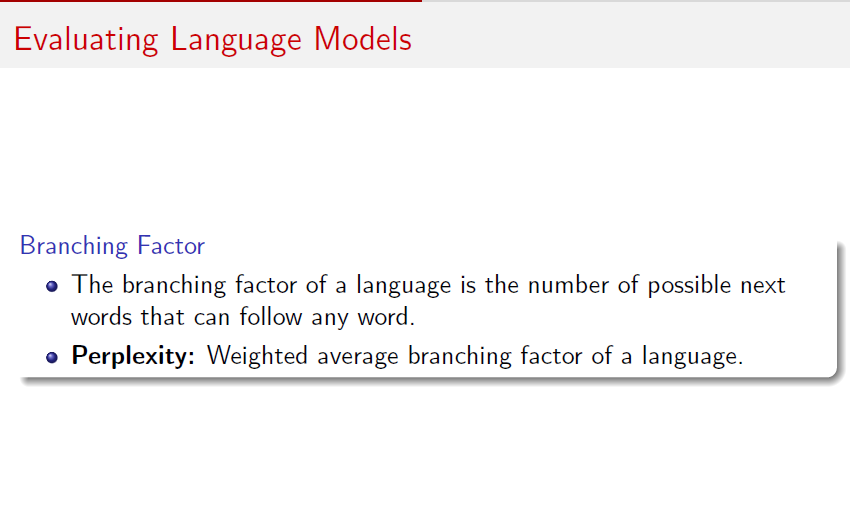 Evaluating Language Models
Branching Factor
The branching factor of a language is the number of possible next
words that can follow any word.
Perplexity: Weighted average branching factor of a language.